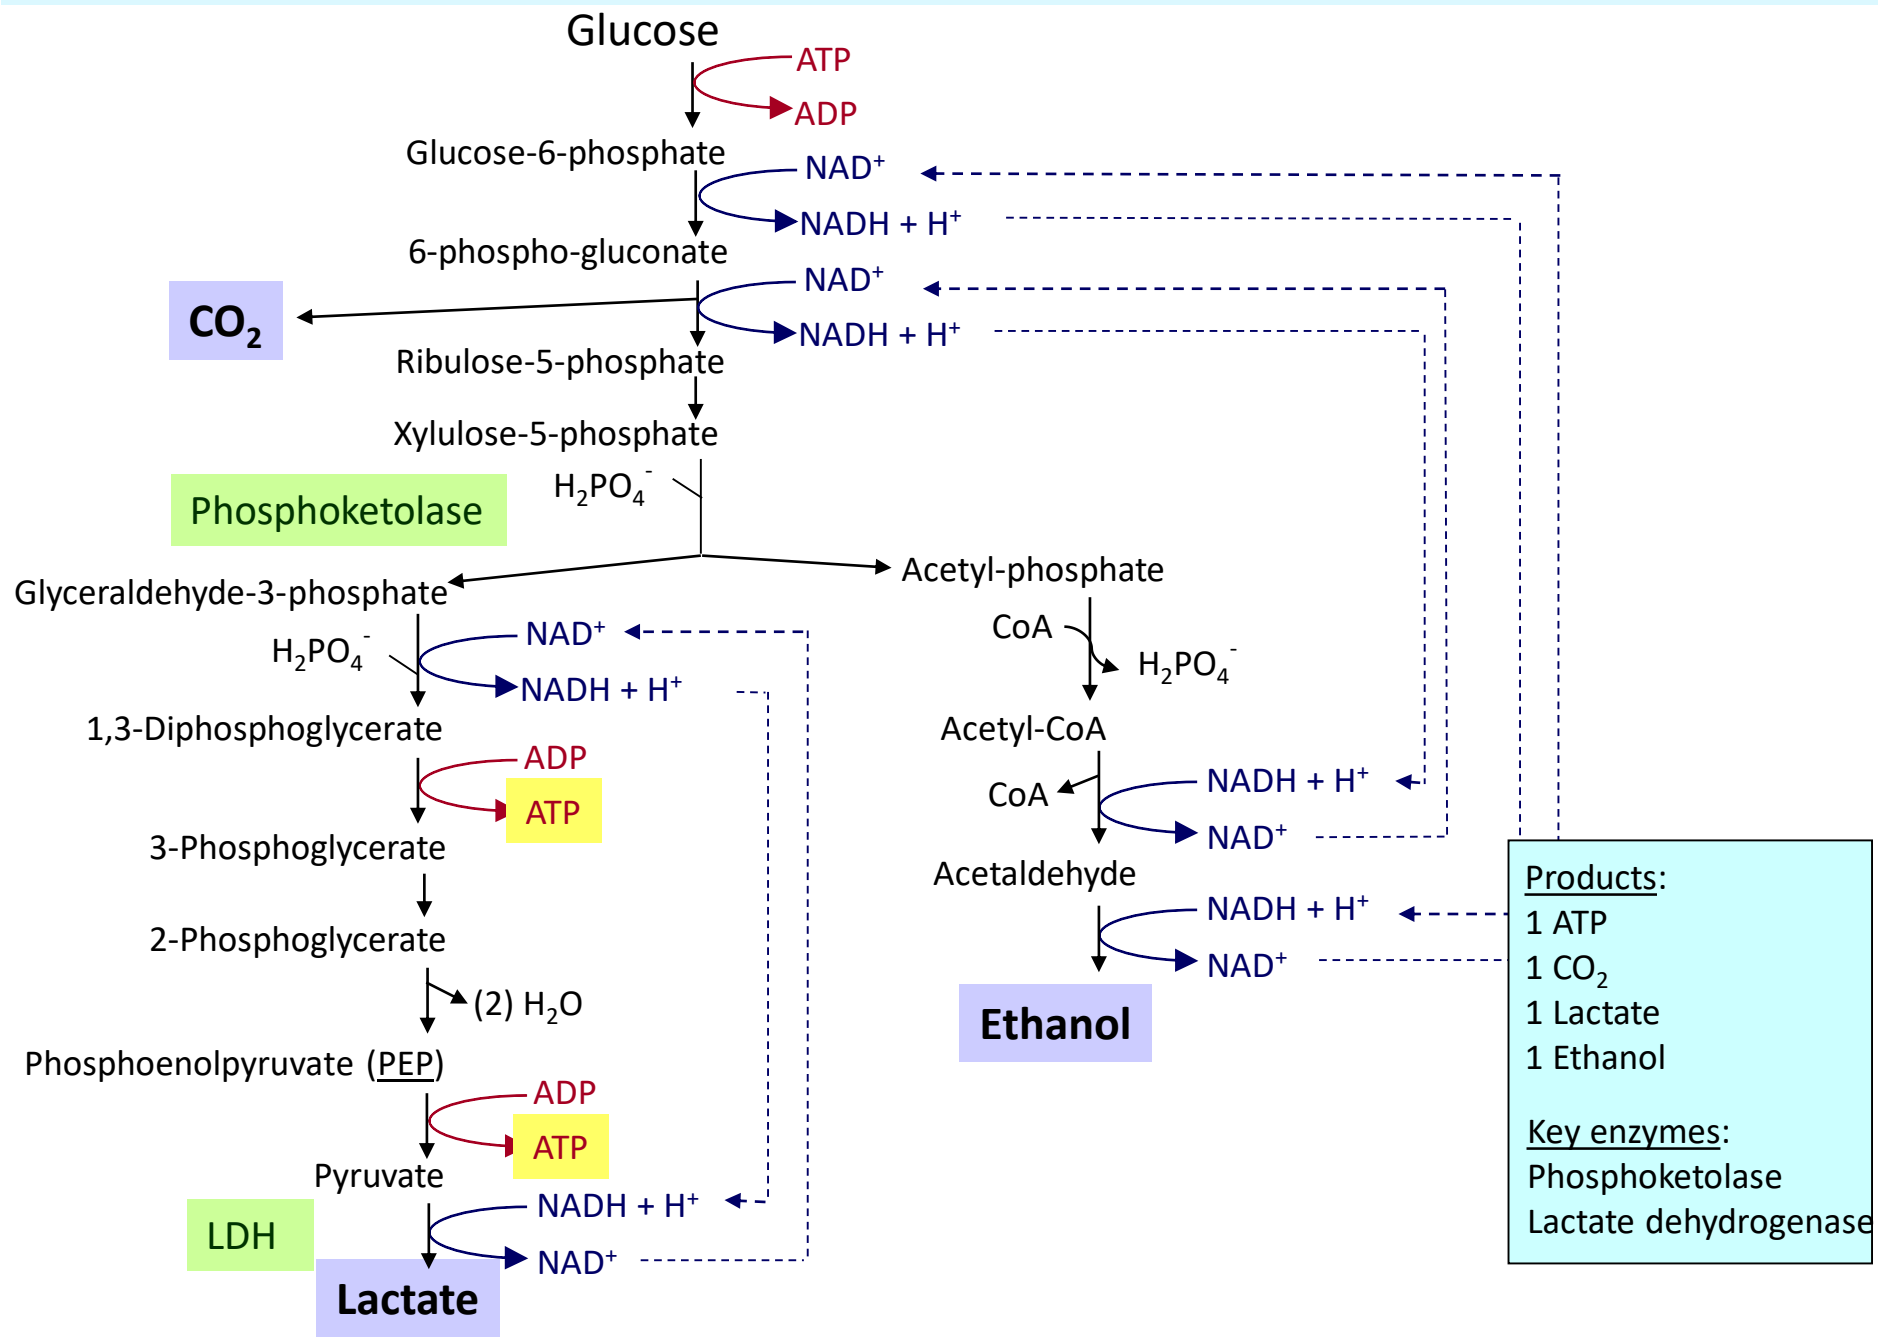 Glucose
ATP
ADP
Glucose-6-phosphate
NAD⁺
NADH + H⁺
6-phospho-gluconate
NAD⁺
CO₂
NADH + H⁺
Ribulose-5-phosphate
Xylulose-5-phosphate
H₂PO₄⁻
Phosphoketolase
Glyceraldehyde-3-phosphate
H₂PO₄⁻
NAD⁺
NADH + H⁺
1,3-Diphosphoglycerate
ADP
ATP
3-Phosphoglycerate
2-Phosphoglycerate
(2) H₂O
Phosphoenolpyruvate (PEP)
ADP
ATP
Pyruvate
NADH + H⁺
LDH
NAD⁺
Lactate
Acetyl-phosphate
CoA
H₂PO₄⁻
Acetyl-CoA
NADH + H⁺
CoA
NAD⁺
Acetaldehyde
NADH + H⁺
NAD⁺
Ethanol
Products:
1 ATP
1 CO₂
1 Lactate
1 Ethanol
Key enzymes:
Phosphoketolase
Lactate dehydrogenase